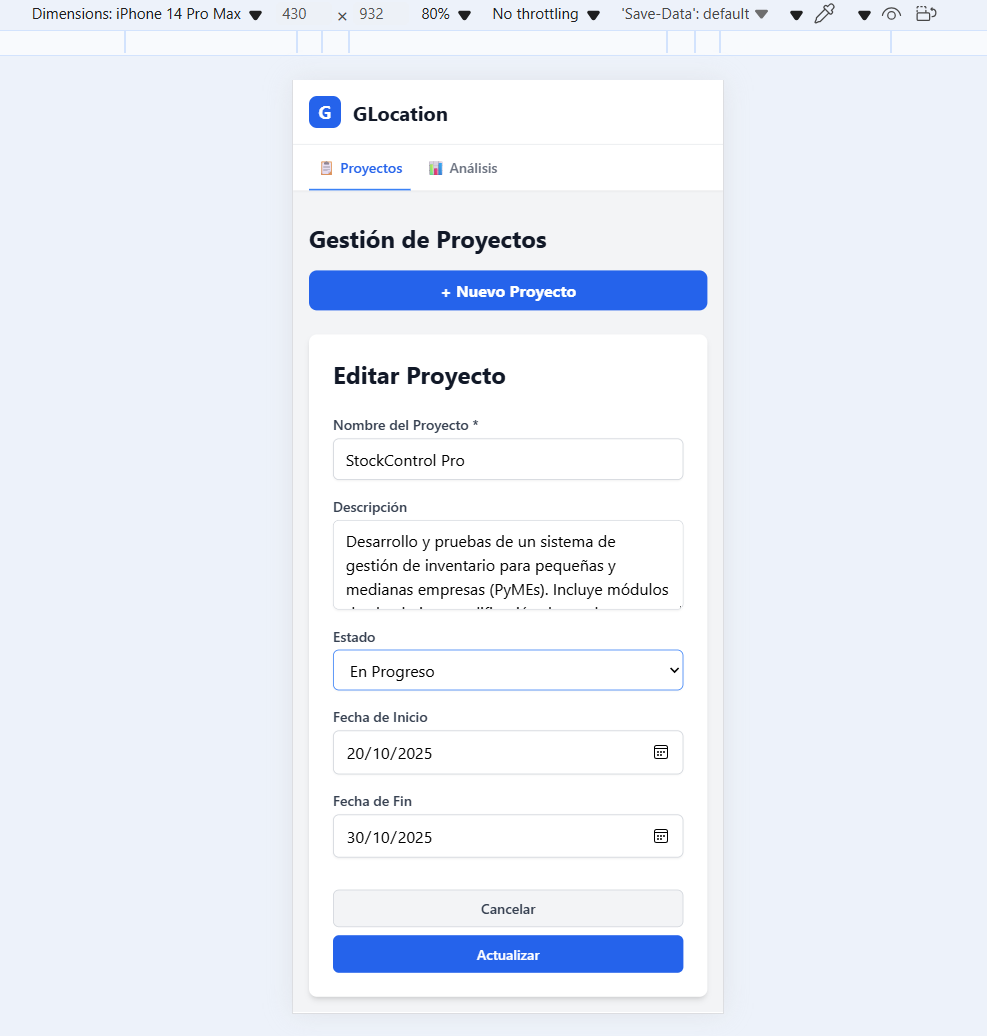 Dimensions: iPhone 14 Pro Max 430 × 932 80% No throttling 'Save-Data': default
G GLocation
Proyectos Análisis
Gestión de Proyectos
+ Nuevo Proyecto
Editar Proyecto
Nombre del Proyecto *
StockControl Pro
Descripción
Desarrollo y pruebas de un sistema de
gestión de inventario para pequeñas y
medianas empresas (PyMEs). Incluye módulos
Estado
En Progreso
Fecha de Inicio
20/10/2025
Fecha de Fin
30/10/2025
Cancelar
Actualizar